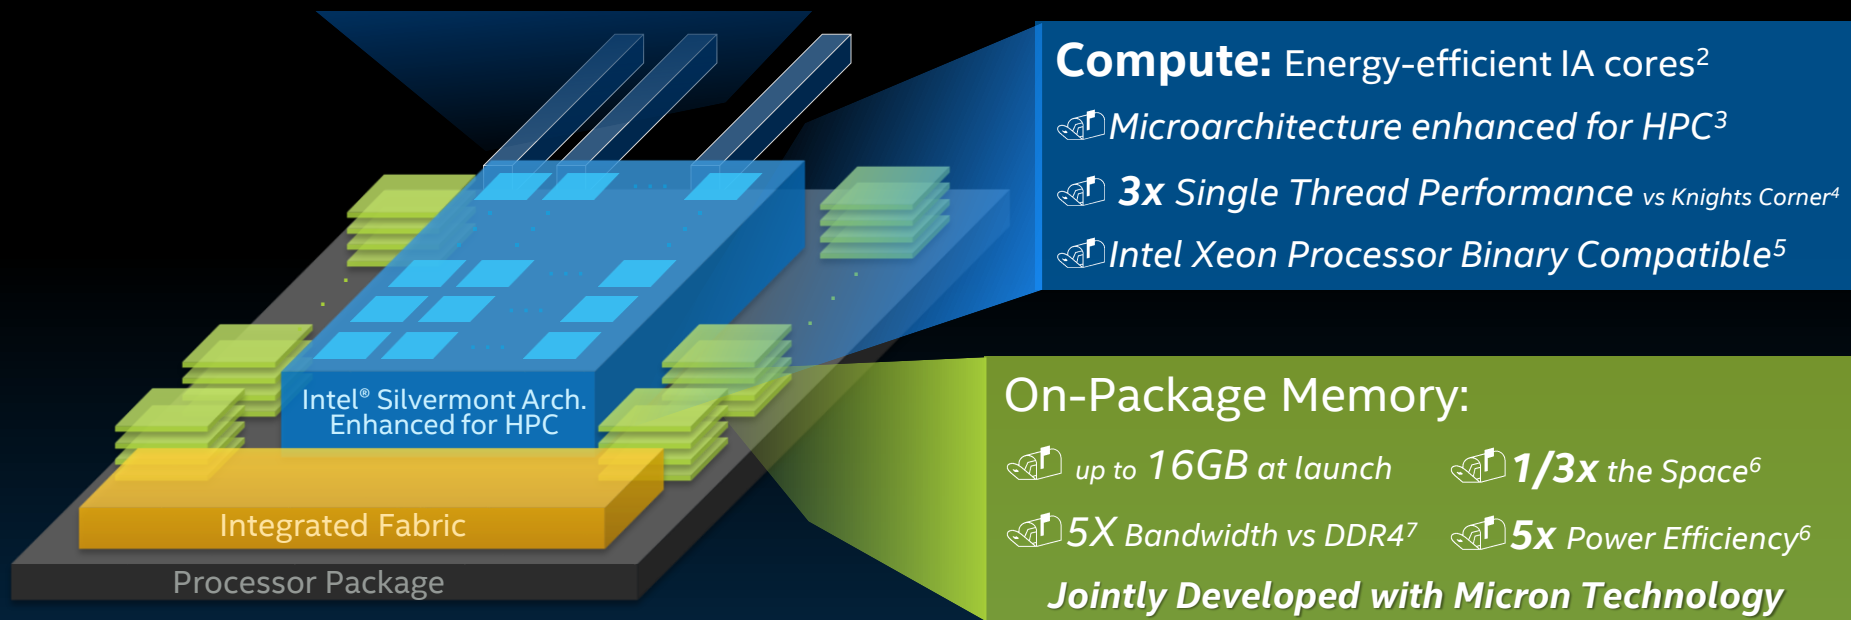 Compute: Energy-efficient IA cores²
Microarchitecture enhanced for HPC³
3x Single Thread Performance vs Knights Corner⁴
Intel Xeon Processor Binary Compatible⁵
Intel® Silvermont Arch.
Enhanced for HPC
Integrated Fabric
Processor Package
On-Package Memory:
up to 16GB at launch
1/3x the Space⁶
5X Bandwidth vs DDR4⁷
5x Power Efficiency⁶
Jointly Developed with Micron Technology